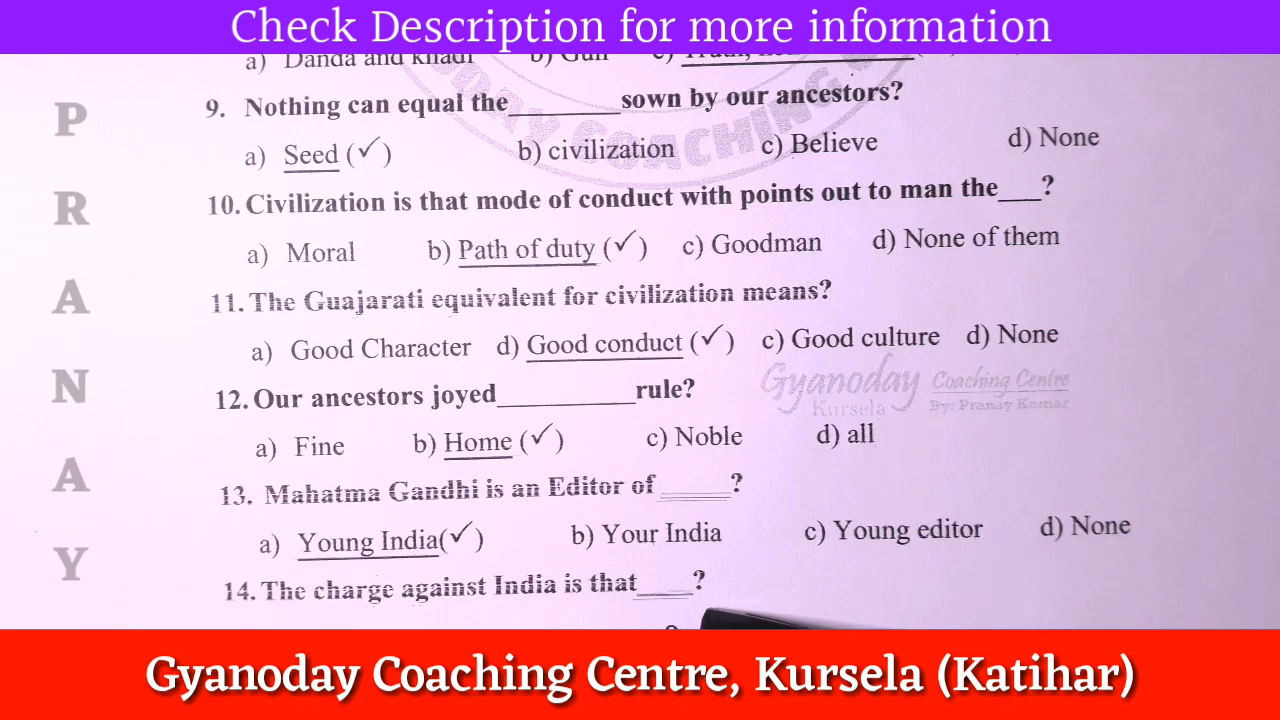 Check Description for more information
a) Danda and khadi b) Gun c) Truth,
9. Nothing can equal the________sown by our ancestors?
a) Seed (✓) b) civilization c) Believe d) None
10. Civilization is that mode of conduct with points out to man the___?
a) Moral b) Path of duty (✓) c) Goodman d) None of them
11. The Guajarati equivalent for civilization means?
a) Good Character d) Good conduct (✓) c) Good culture d) None
12. Our ancestors joyed__________rule?
a) Fine b) Home (✓) c) Noble d) all
13. Mahatma Gandhi is an Editor of _____?
a) Young India(✓) b) Your India c) Young editor d) None
14. The charge against India is that____?
P
R
A
N
A
Y
COACHING
Gyanoday Coaching Centre
Kursela By: Pranay Kumar
Gyanoday Coaching Centre, Kursela (Katihar)